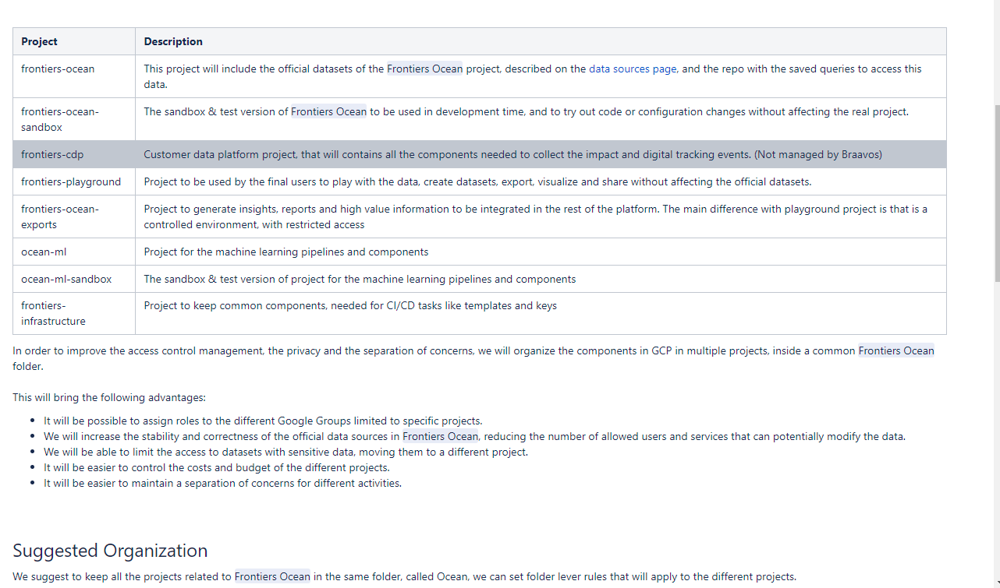 Project Description
frontiers-ocean This project will include the official datasets of the Frontiers Ocean project, described on the data sources page, and the repo with the saved queries to access this
data.
frontiers-ocean- The sandbox & test version of Frontiers Ocean to be used in development time, and to try out code or configuration changes without affecting the real project.
sandbox
frontiers-cdp Customer data platform project, that will contains all the components needed to collect the impact and digital tracking events. (Not managed by Braavos)
frontiers-playground Project to be used by the final users to play with the data, create datasets, export, visualize and share without affecting the official datasets.
frontiers-ocean- Project to generate insights, reports and high value information to be integrated in the rest of the platform. The main difference with playground project is that is a
exports controlled environment, with restricted access
ocean-ml Project for the machine learning pipelines and components
ocean-ml-sandbox The sandbox & test version of project for the machine learning pipelines and components
frontiers- Project to keep common components, needed for CI/CD tasks like templates and keys
infrastructure
In order to improve the access control management, the privacy and the separation of concerns, we will organize the components in GCP in multiple projects, inside a common Frontiers Ocean
folder.
This will bring the following advantages:
• It will be possible to assign roles to the different Google Groups limited to specific projects.
• We will increase the stability and correctness of the official data sources in Frontiers Ocean, reducing the number of allowed users and services that can potentially modify the data.
• We will be able to limit the access to datasets with sensitive data, moving them to a different project.
• It will be easier to control the costs and budget of the different projects.
• It will be easier to maintain a separation of concerns for different activities.
Suggested Organization
We suggest to keep all the projects related to Frontiers Ocean in the same folder, called Ocean, we can set folder lever rules that will apply to the different projects.